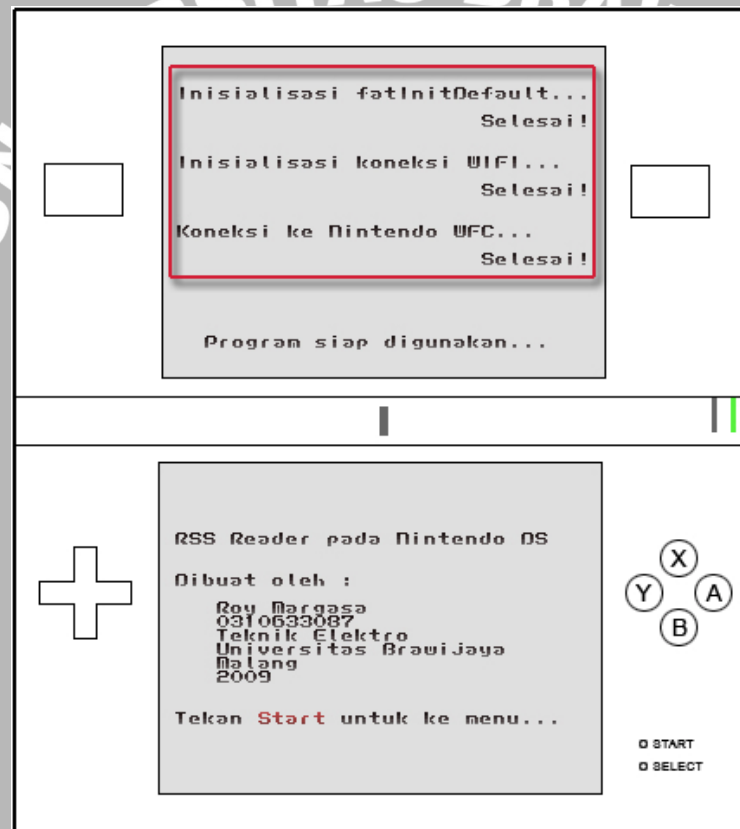 Inisialisasi fatInitDefault...
Selesai!
Inisialisasi koneksi WIFI...
Selesai!
Koneksi ke Nintendo WFC...
Selesai!
Program siap digunakan...
RSS Reader pada Nintendo DS
Dibuat oleh :
Roy Margasa
0310633087
Teknik Elektro
Universitas Brawijaya
Malang
2009
Tekan Start untuk ke menu...
X
Y A
B
START
SELECT